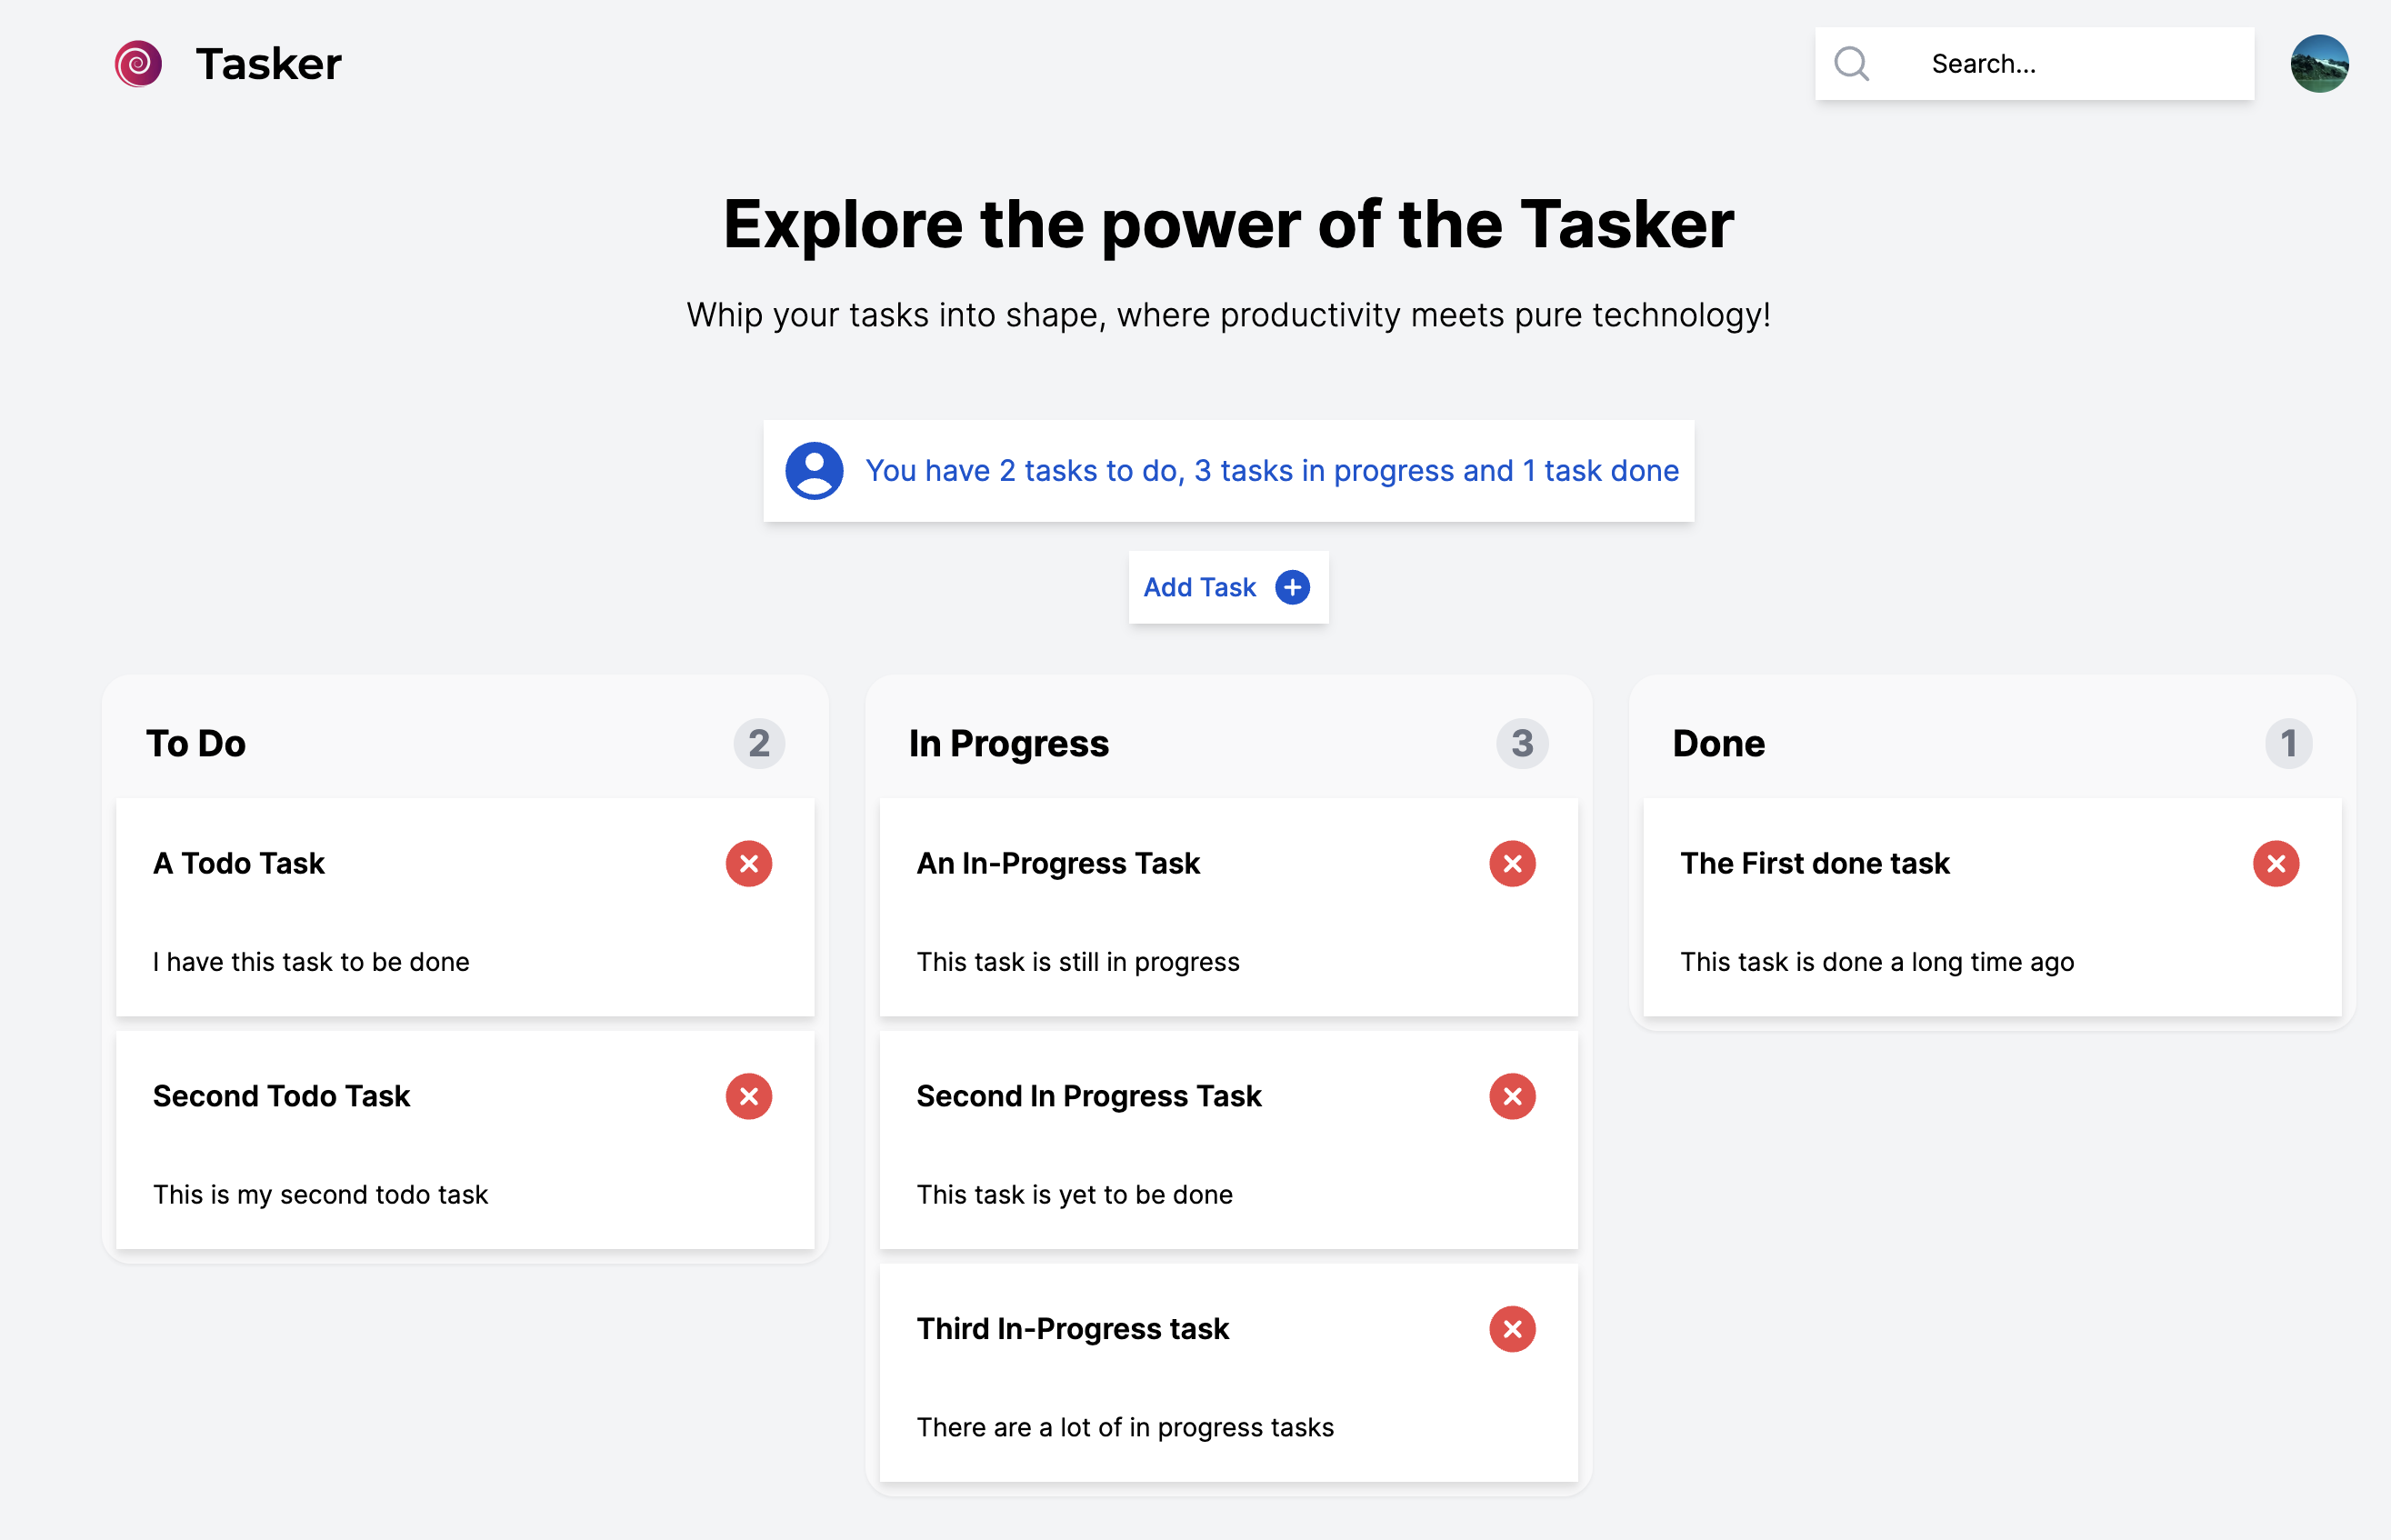 Tasker
Search...
Explore the power of the Tasker
Whip your tasks into shape, where productivity meets pure technology!
You have 2 tasks to do, 3 tasks in progress and 1 task done
Add Task
To Do 2
A Todo Task
I have this task to be done
Second Todo Task
This is my second todo task
In Progress 3
An In-Progress Task
This task is still in progress
Second In Progress Task
This task is yet to be done
Third In-Progress task
There are a lot of in progress tasks
Done 1
The First done task
This task is done a long time ago